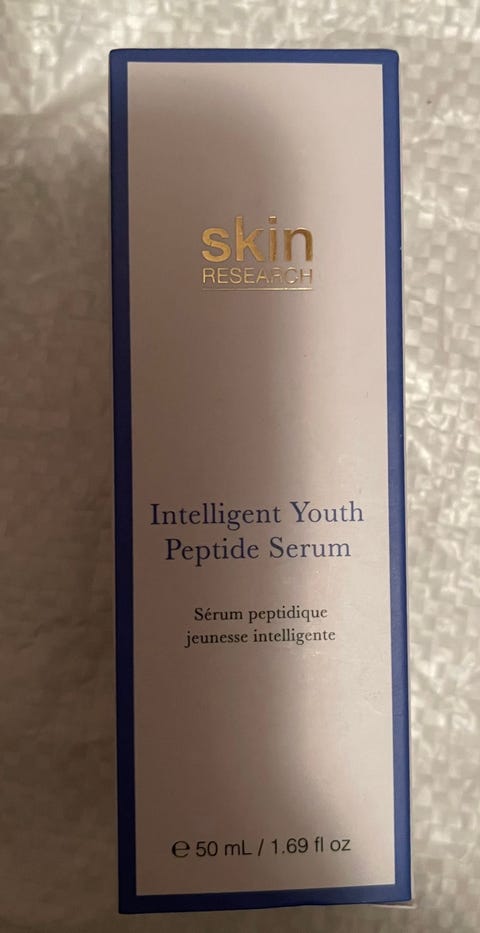 skin
RESEARCH
Intelligent Youth
Peptide Serum
Sérum peptidique
jeunesse intelligente
℮ 50 mL / 1.69 fl oz